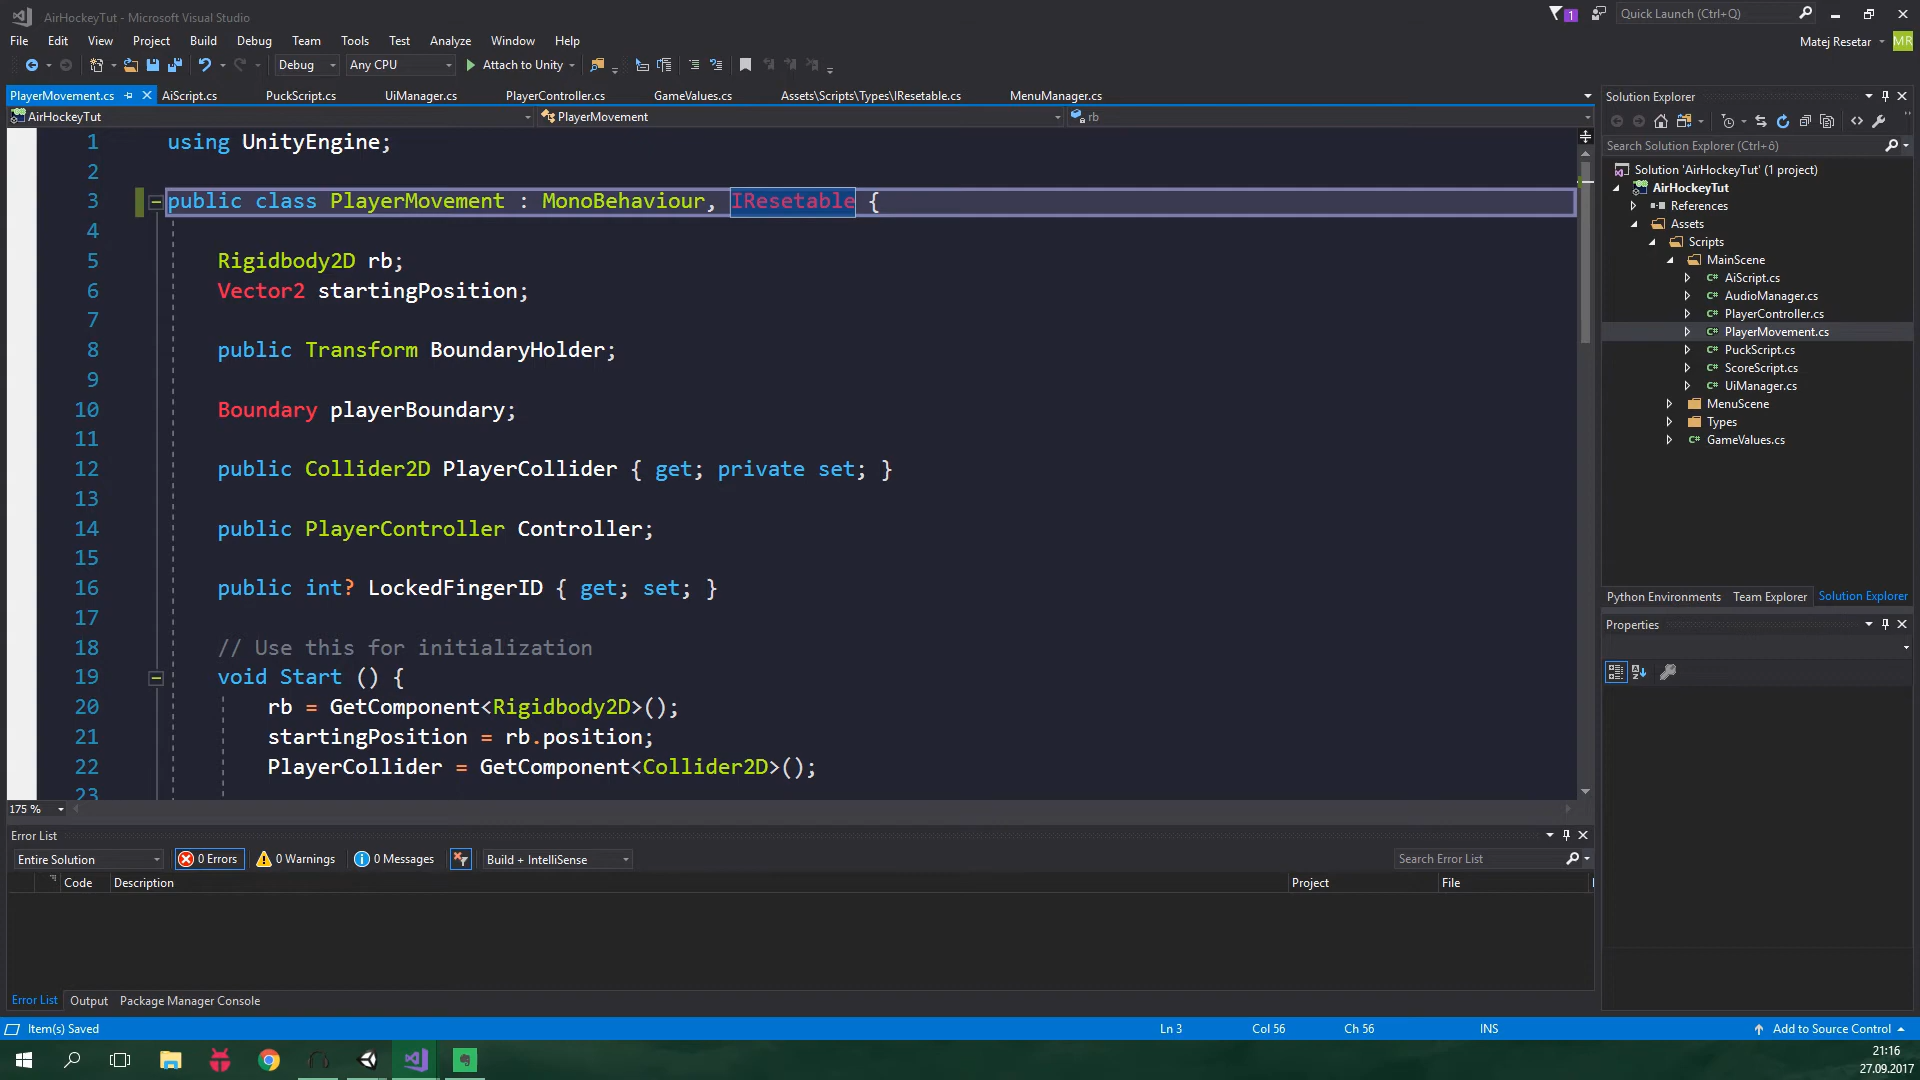 AirHockeyTut - Microsoft Visual Studio
1
Quick Launch (Ctrl+Q)
File Edit View Project Build Debug Team Tools Test Analyze Window Help
Matej Resetar
MR
Debug Any CPU Attach to Unity
PlayerMovement.cs AiScript.cs PuckScript.cs UiManager.cs PlayerController.cs GameValues.cs Assets\Scripts\Types\IResetable.cs MenuManager.cs
AirHockeyTut PlayerMovement rb
1 using UnityEngine;
2
3 public class PlayerMovement : MonoBehaviour, IResetable {
4
5 Rigidbody2D rb;
6 Vector2 startingPosition;
7
8 public Transform BoundaryHolder;
9
10 Boundary playerBoundary;
11
12 public Collider2D PlayerCollider { get; private set; }
13
14 public PlayerController Controller;
15
16 public int? LockedFingerID { get; set; }
17
18 // Use this for initialization
19 void Start () {
20 rb = GetComponent<Rigidbody2D>();
21 startingPosition = rb.position;
22 PlayerCollider = GetComponent<Collider2D>();
23
175 %
Solution Explorer
Search Solution Explorer (Ctrl+ô)
Solution 'AirHockeyTut' (1 project)
AirHockeyTut
References
Assets
Scripts
MainScene
C# AiScript.cs
C# AudioManager.cs
C# PlayerController.cs
C# PlayerMovement.cs
C# PuckScript.cs
C# ScoreScript.cs
C# UiManager.cs
MenuScene
Types
C# GameValues.cs
Python Environments Team Explorer Solution Explorer
Properties
Error List
Entire Solution 0 Errors 0 Warnings 0 Messages Build + IntelliSense Search Error List
Code Description Project File
Error List Output Package Manager Console
Item(s) Saved Ln 3 Col 56 Ch 56 INS Add to Source Control
21:16
27.09.2017